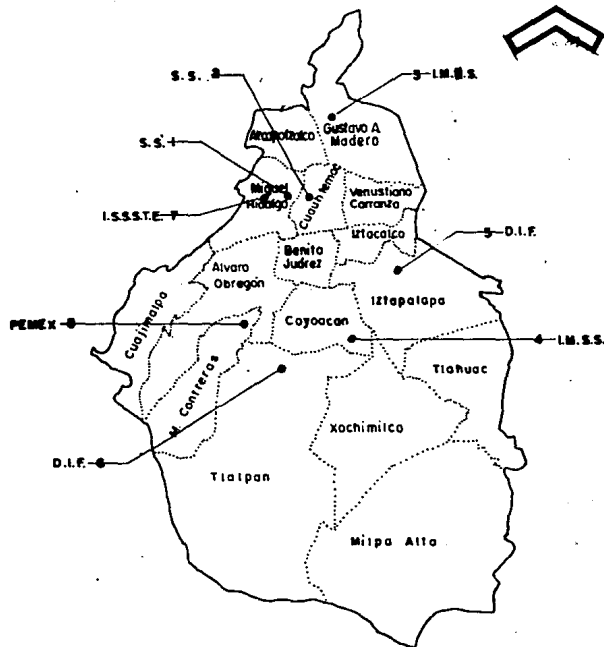 S. S. 2
3 I.M.S.S.
Azcapotzalco
Gustavo A.
Madero
S. S. 1
Miguel
Hidalgo
Cuauhtemoc
Venustiano
Carranza
I.S.S.S.T.E. 7
Iztacalco
5 D.I.F.
Benito
Juárez
Alvaro
Obregón
Iztapalapa
Cuajimalpa
PEMEX 8
Coyoacan
4 I.M.S.S.
Tlahuac
M. Contreras
Xochimilco
D.I.F. 6
Tlalpan
Milpa Alta